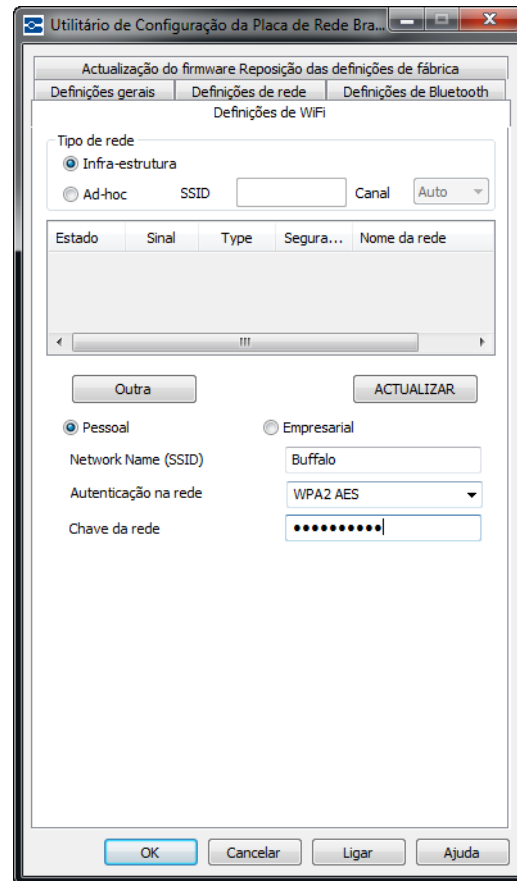 Utilitário de Configuração da Placa de Rede Bra...
Actualização do firmware Reposição das definições de fábrica
Definições gerais Definições de rede Definições de Bluetooth
Definições de WiFi
Tipo de rede
Infra-estrutura
Ad-hoc SSID Canal Auto
Estado Sinal Type Segura... Nome da rede
Outra ACTUALIZAR
Pessoal Empresarial
Network Name (SSID) Buffalo
Autenticação na rede WPA2 AES
Chave da rede ●●●●●●●●●●
OK Cancelar Ligar Ajuda